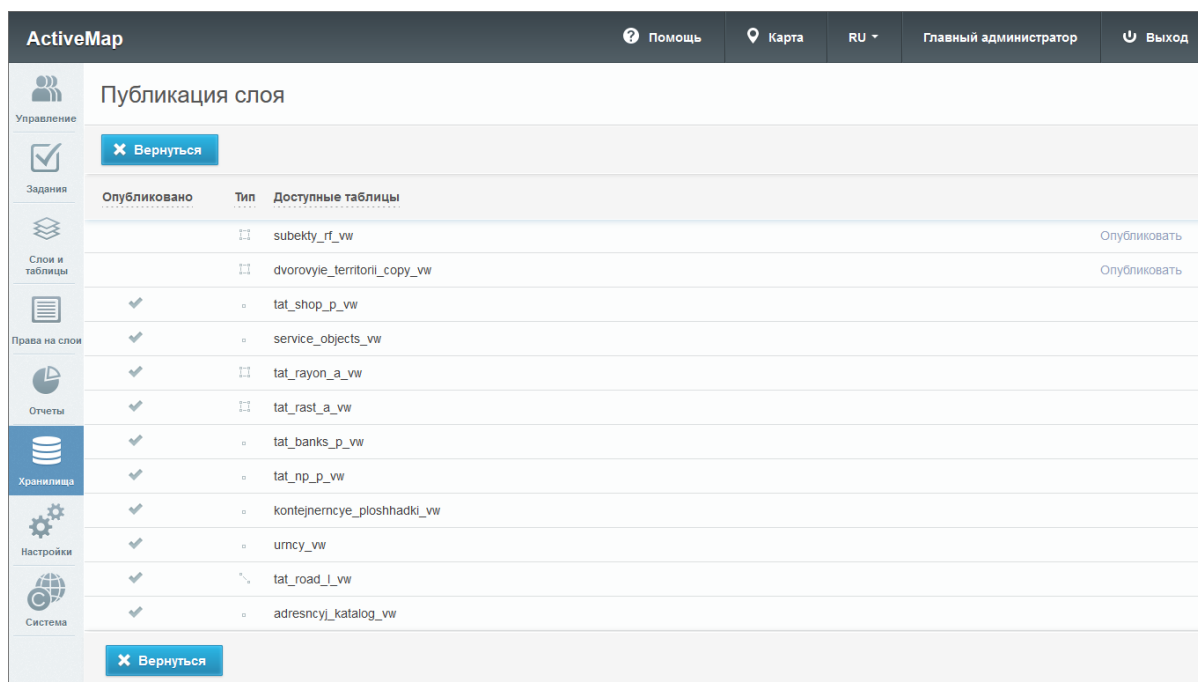 ActiveMap Помощь Карта RU Главный администратор Выход
Управление
Задания
Слои и
таблицы
Права на слои
Отчеты
Хранилища
Настройки
Система
Публикация слоя
Вернуться
Опубликовано Тип Доступные таблицы
subekty_rf_vw Опубликовать
dvorovyie_territorii_copy_vw Опубликовать
tat_shop_p_vw
service_objects_vw
tat_rayon_a_vw
tat_rast_a_vw
tat_banks_p_vw
tat_np_p_vw
kontejnerncye_ploshhadki_vw
urncy_vw
tat_road_l_vw
adresncyj_katalog_vw
Вернуться